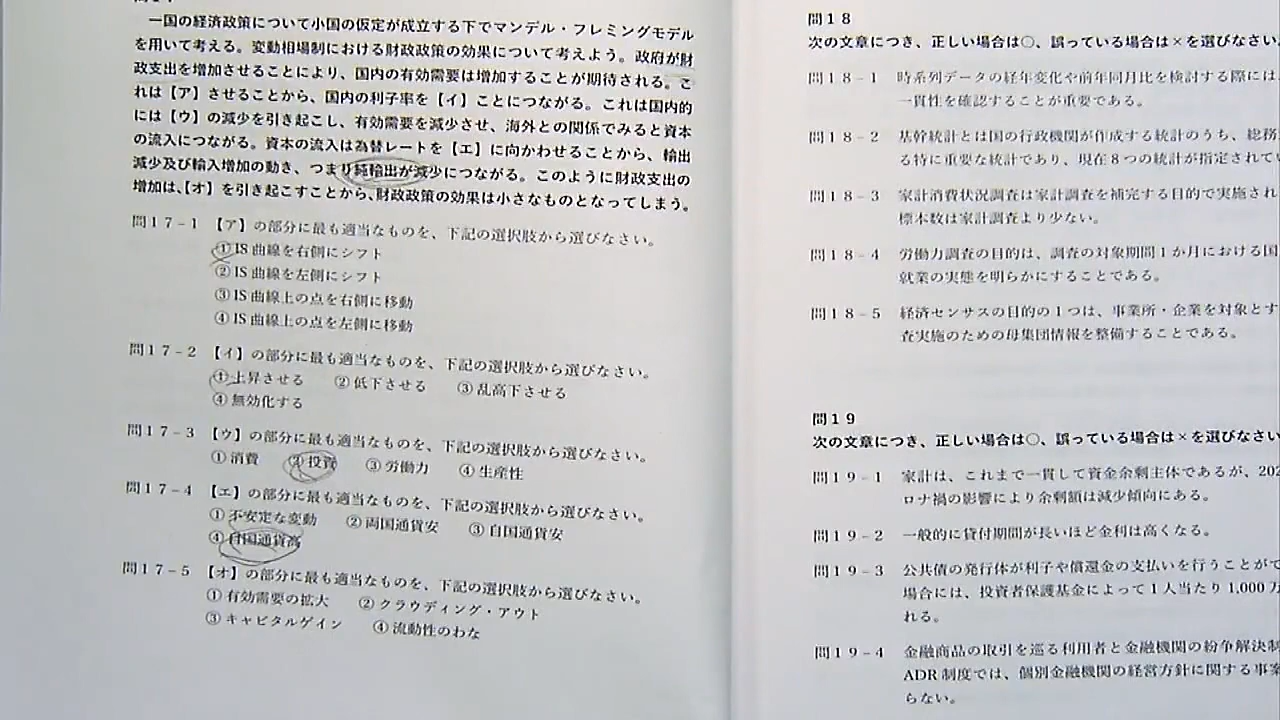 一国の経済政策について小国の仮定が成立する下でマンデル・フレミングモデル
を用いて考える。変動相場制における財政政策の効果について考えよう。政府が財
政支出を増加させることにより、国内の有効需要は増加することが期待される。こ
れは【ア】させることから、国内の利子率を【イ】ことにつながる。これは国内的
には【ウ】の減少を引き起こし、有効需要を減少させ、海外との関係でみると資本
の流入につながる。資本の流入は為替レートを【エ】に向かわせることから、輸出
減少及び輸入増加の動き、つまり純輸出が減少につながる。このように財政支出の
増加は、【オ】を引き起こすことから、財政政策の効果は小さなものとなってしまう。
問17-1 【ア】の部分に最も適当なものを、下記の選択肢から選びなさい。
① IS 曲線を右側にシフト
② IS 曲線を左側にシフト
③ IS 曲線上の点を右側に移動
④ IS 曲線上の点を左側に移動
問17-2 【イ】の部分に最も適当なものを、下記の選択肢から選びなさい。
① 上昇させる ② 低下させる ③ 乱高下させる
④ 無効化する
問17-3 【ウ】の部分に最も適当なものを、下記の選択肢から選びなさい。
① 消費 ② 投資 ③ 労働力 ④ 生産性
問17-4 【エ】の部分に最も適当なものを、下記の選択肢から選びなさい。
① 不安定な変動 ② 両国通貨安 ③ 自国通貨安
④ 自国通貨高
問17-5 【オ】の部分に最も適当なものを、下記の選択肢から選びなさい。
① 有効需要の拡大 ② クラウディング・アウト
③ キャピタルゲイン ④ 流動性のわな
問18
次の文章につき、正しい場合は○、誤っている場合は×を選びなさい
問18-1 時系列データの経年変化や前年同月比を検討する際には
一貫性を確認することが重要である。
問18-2 基幹統計とは国の行政機関が作成する統計のうち、総務
る特に重要な統計であり、現在8つの統計が指定されてい
問18-3 家計消費状況調査は家計調査を補完する目的で実施され
標本数は家計調査より少ない。
問18-4 労働力調査の目的は、調査の対象期間1か月における国
就業の実態を明らかにすることである。
問18-5 経済センサスの目的の1つは、事業所・企業を対象とす
査実施のための母集団情報を整備することである。
問19
次の文章につき、正しい場合は○、誤っている場合は×を選びなさい
問19-1 家計は、これまで一貫して資金余剰主体であるが、202
ロナ禍の影響により余剰額は減少傾向にある。
問19-2 一般的に貸付期間が長いほど金利は高くなる。
問19-3 公共債の発行体が利子や償還金の支払いを行うことがで
場合には、投資者保護基金によって1人当たり 1,000 万
れる。
問19-4 金融商品の取引を巡る利用者と金融機関の紛争解決制
ADR 制度では、個別金融機関の経営方針に関する事案
らない。